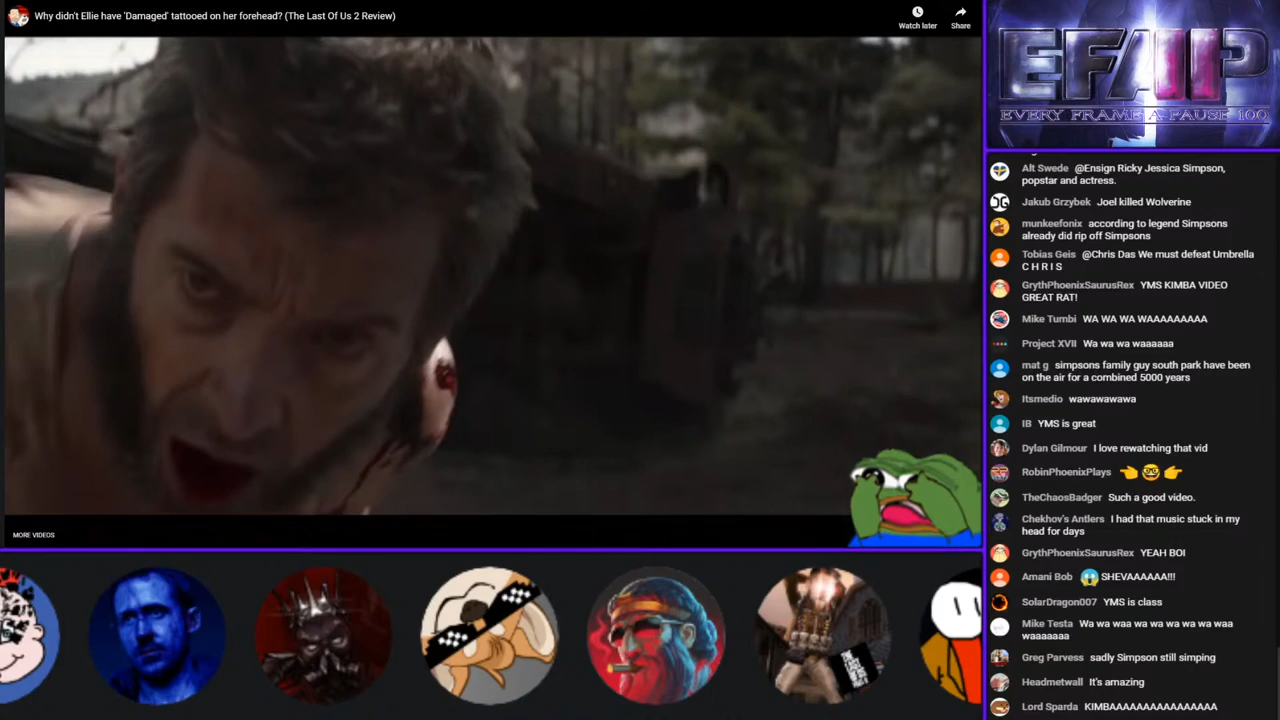 Why didn't Ellie have 'Damaged' tattooed on her forehead? (The Last Of Us 2 Review)
Watch later
Share
MORE VIDEOS
EFAP
EVERY FRAME A PAUSE 100
Alt Swede @Ensign Ricky Jessica Simpson,
popstar and actress.
Jakub Grzybek Joel killed Wolverine
munkeefonix according to legend Simpsons
already did rip off Simpsons
Tobias Geis @Chris Das We must defeat Umbrella
C H R I S
GrythPhoenixSaurusRex YMS KIMBA VIDEO
GREAT RAT!
Mike Tumbi WA WA WA WAAAAAAAAA
Project XVII Wa wa wa waaaaaa
mat g simpsons family guy south park have been
on the air for a combined 5000 years
Itsmedio wawawawawa
IB YMS is great
Dylan Gilmour I love rewatching that vid
RobinPhoenixPlays
TheChaosBadger Such a good video.
Chekhov's Antlers I had that music stuck in my
head for days
GrythPhoenixSaurusRex YEAH BOI
Amani Bob SHEVAAAAAA!!!
SolarDragon007 YMS is class
Mike Testa Wa wa waa wa wa wa wa wa waa
waaaaaaa
Greg Parvess sadly Simpson still simping
Headmetwall It's amazing
Lord Sparda KIMBAAAAAAAAAAAAAAAA